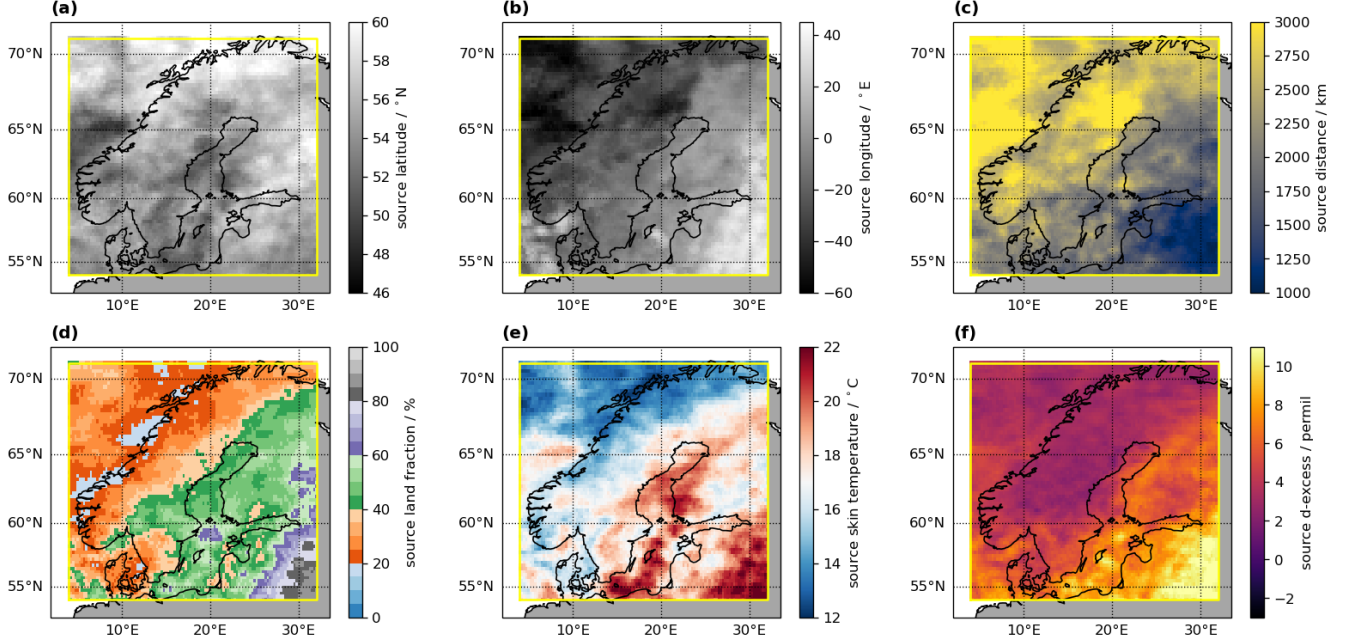 (a)
70°N
65°N
60°N
55°N
10°E 20°E 30°E
60
58
56
54
52
50
48
46
source latitude / °N
(b)
10°E 20°E 30°E
40
20
0
−20
−40
−60
source longitude / °E
(c)
70°N
65°N
60°N
55°N
10°E 20°E 30°E
3000
2750
2500
2250
2000
1750
1500
1250
1000
source distance / km
(d)
70°N
65°N
60°N
55°N
10°E 20°E 30°E
100
80
60
40
20
0
source land fraction / %
(e)
70°N
65°N
60°N
55°N
10°E 20°E 30°E
22
20
18
16
14
12
source skin temperature / °C
(f)
70°N
65°N
60°N
55°N
10°E 20°E 30°E
10
8
6
4
2
0
−2
source d-excess / permil